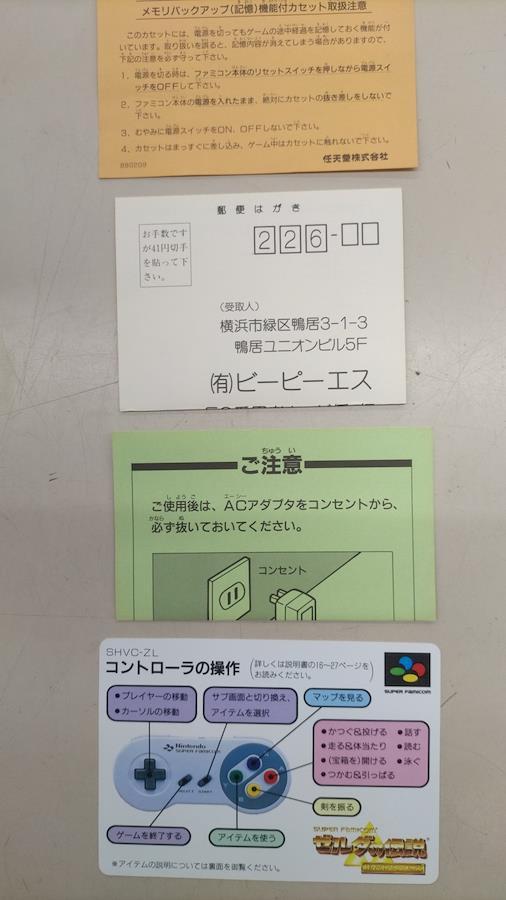 メモリバックアップ(記憶)機能付カセット取扱注意
このカセットには、電源を切ってもゲームの途中経過を記憶しておく機能が付
いています。取り扱いを誤ると、記憶内容が消えてしまう場合がありますので、
下記の注意を必ず守って下さい。
1. 電源を切る時は、ファミコン本体のリセットスイッチを押しながら電源スイ
ッチをOFFして下さい。
2. ファミコン本体の電源を入れたまま、絶対にカセットの抜き差しをしないで
下さい。
3. むやみに電源スイッチをON、OFFしないで下さい。
4. カセットはまっすぐに差し込み、ゲーム中はカセットに触れないで下さい。
880209
任天堂株式会社
郵便はがき
お手数です
が41円切手
を貼って下
さい。
226-
(受取人)
横浜市緑区鴨居3-1-3
鴨居ユニオンビル5F
(有)ビーピーエス
ご注意
ちゅうい
ご使用後は、ACアダプタをコンセントから、
必ず抜いておいてください。
コンセント
SHVC-ZL
コントローラの操作
(詳しくは説明書の16~27ページを
お読みください。)
SUPER FAMICOM
●プレイヤーの移動
●カーソルの移動
サブ画面と切り換え、
アイテムを選択
マップを見る
●かつぐ&投げる ●話す
●走る&体当たり ●読む
●(宝箱を)開ける ●泳ぐ
●つかむ&引っぱる
Nintendo
SUPER FAMICOM
SELECT START
剣を振る
ゲームを終了する
アイテムを使う
SUPER FAMICOM
ゼルダの伝説
*アイテムの説明については裏面を御覧ください。